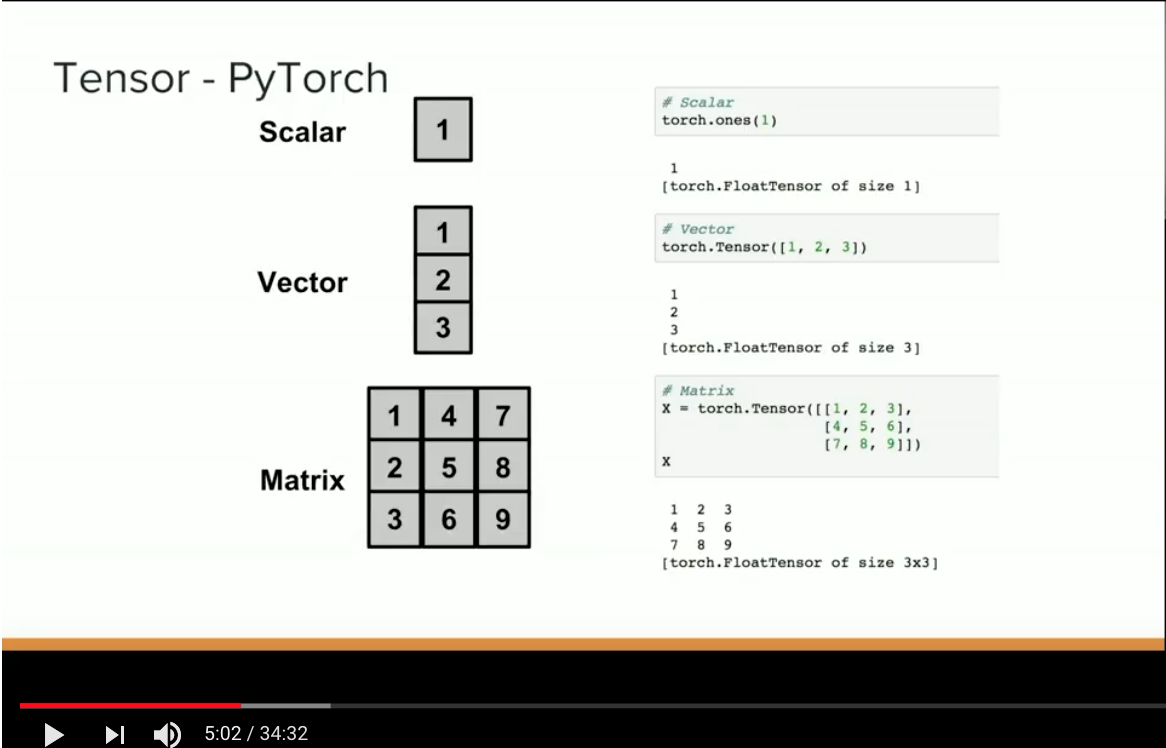 Tensor - PyTorch
Scalar
1
Vector
1
2
3
Matrix
1 4 7
2 5 8
3 6 9
# Scalar
torch.ones(1)
1
[torch.FloatTensor of size 1]
# Vector
torch.Tensor([1, 2, 3])
1
2
3
[torch.FloatTensor of size 3]
# Matrix
X = torch.Tensor([[1, 2, 3],
[4, 5, 6],
[7, 8, 9]])
X
1 2 3
4 5 6
7 8 9
[torch.FloatTensor of size 3x3]
5:02 / 34:32